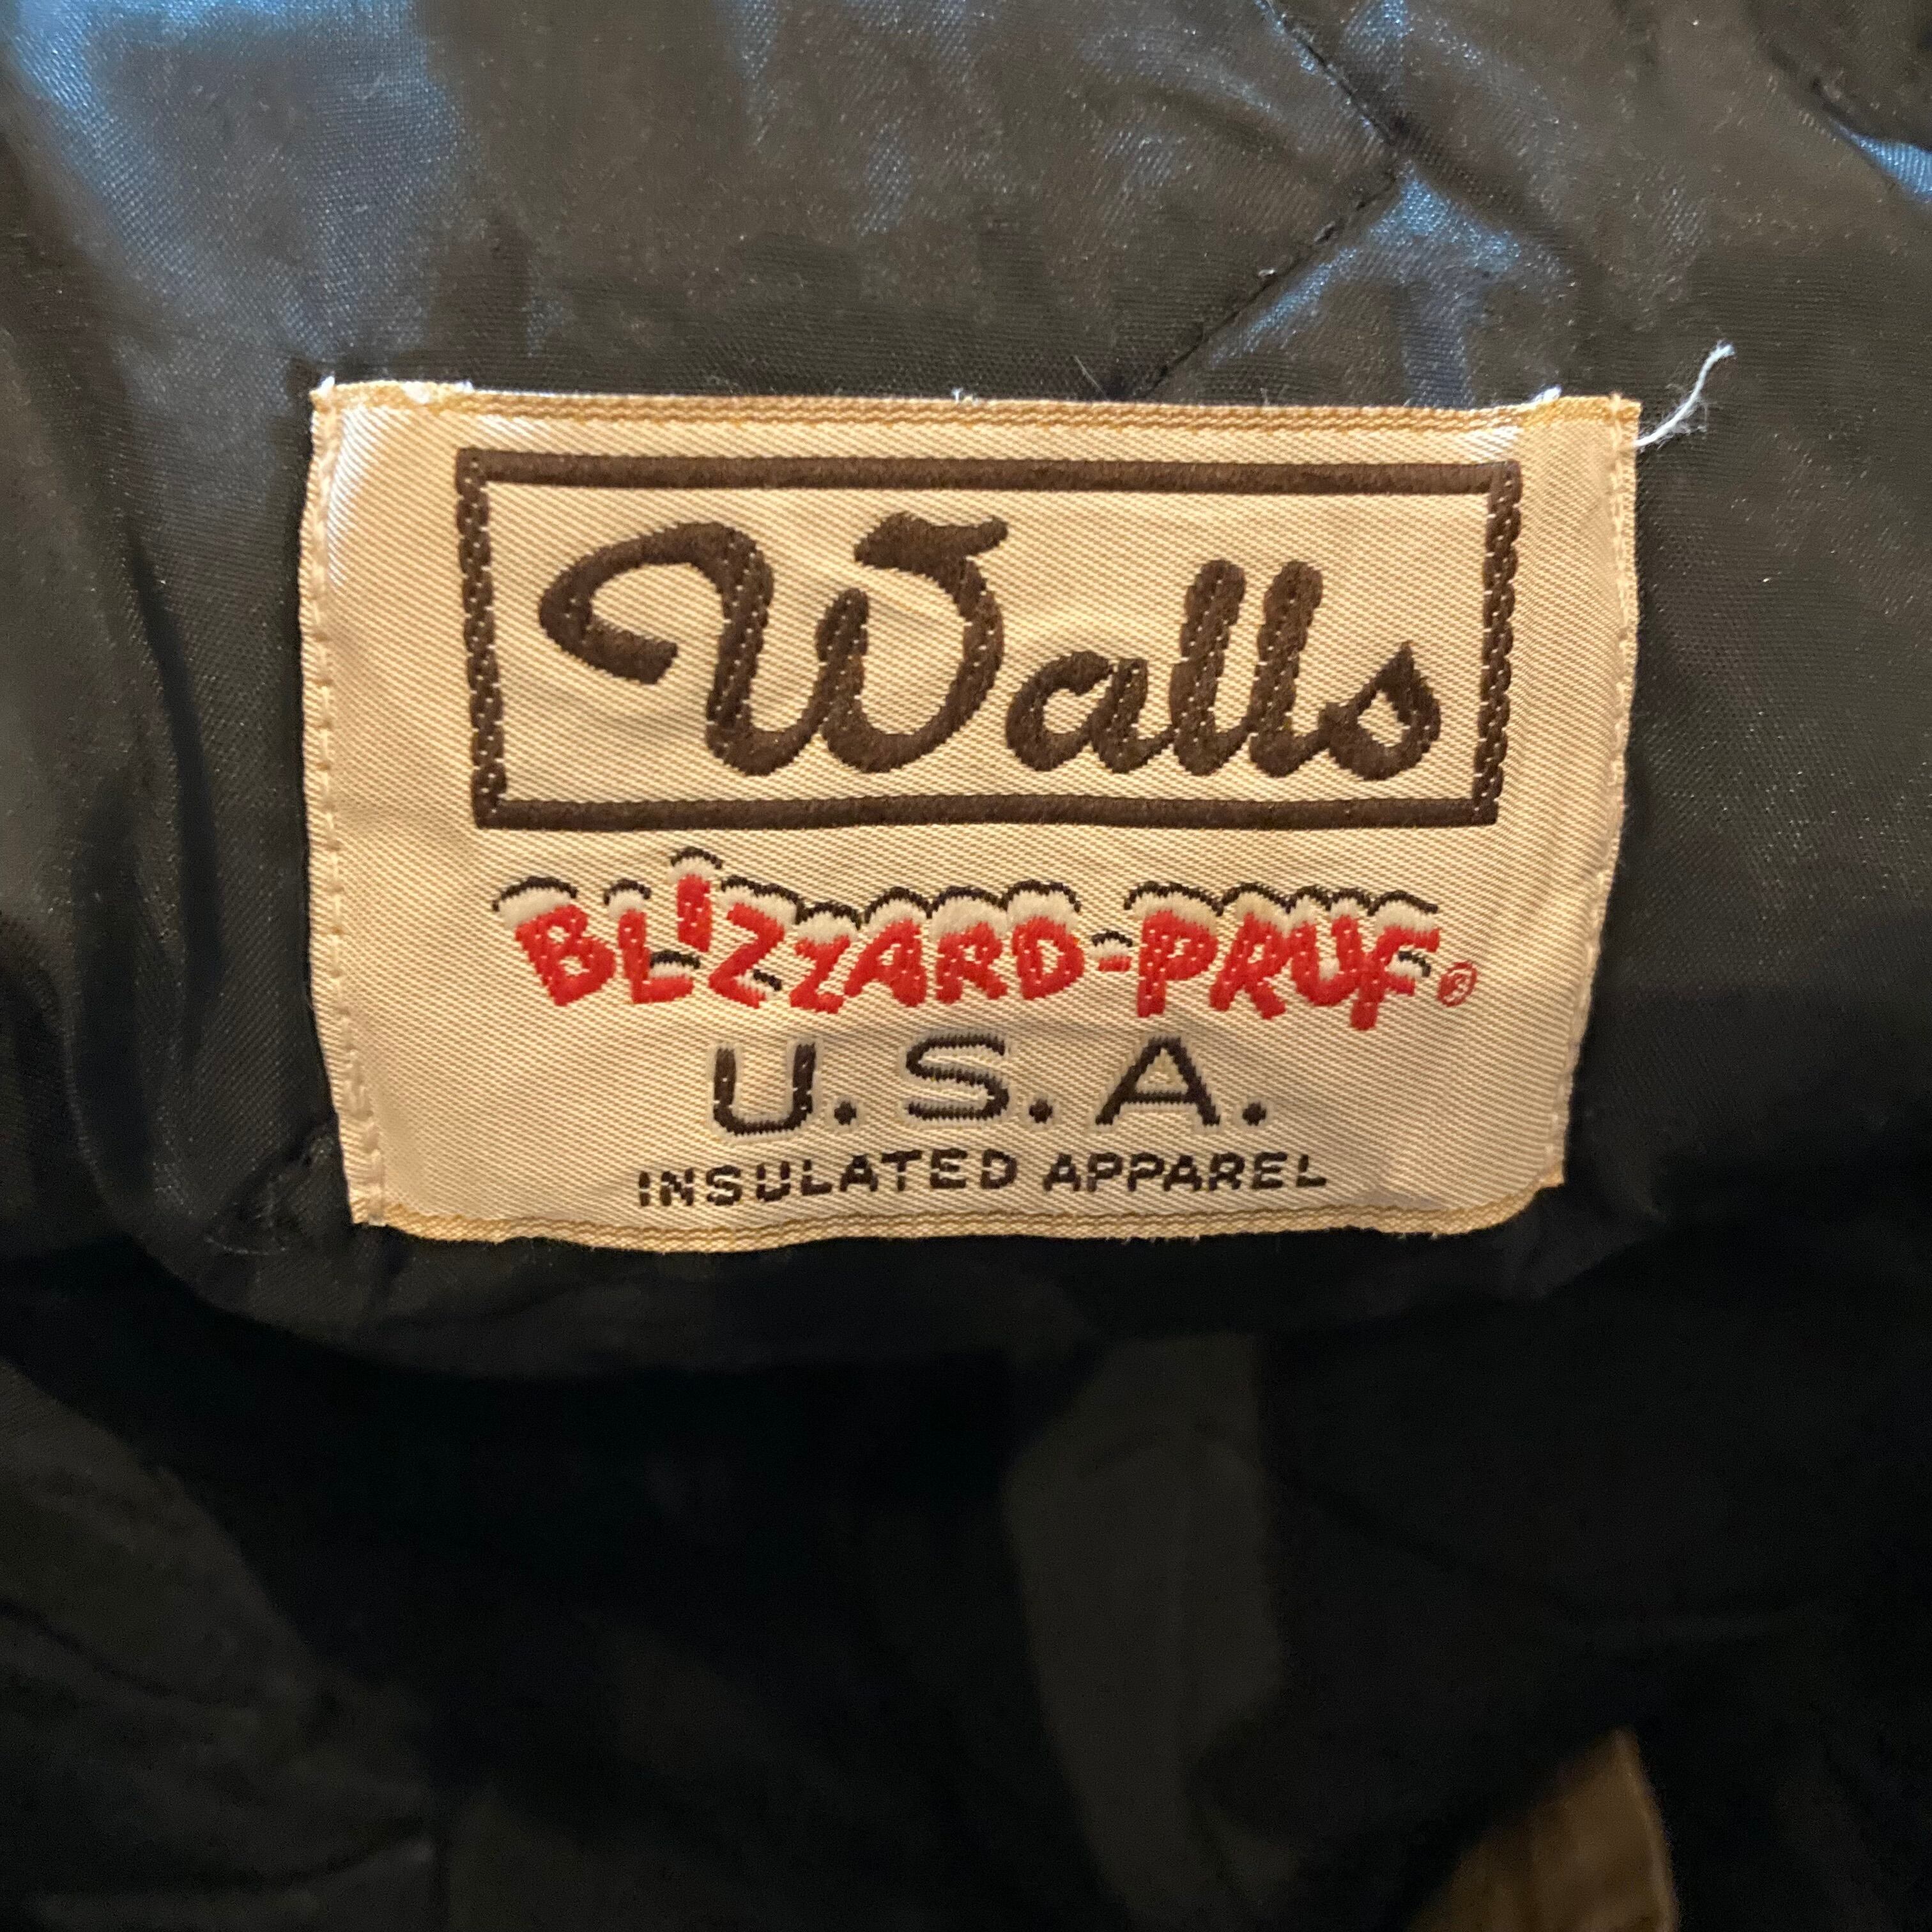 Walls
BLIZZARD-PRUF®
U.S.A.
INSULATED APPAREL